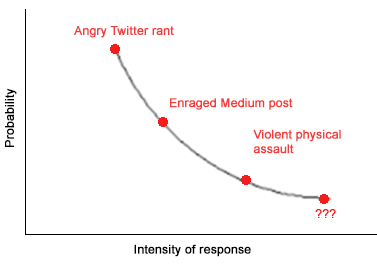 Angry Twitter rant
Enraged Medium post
Violent physical
assault
???
Probability
Intensity of response